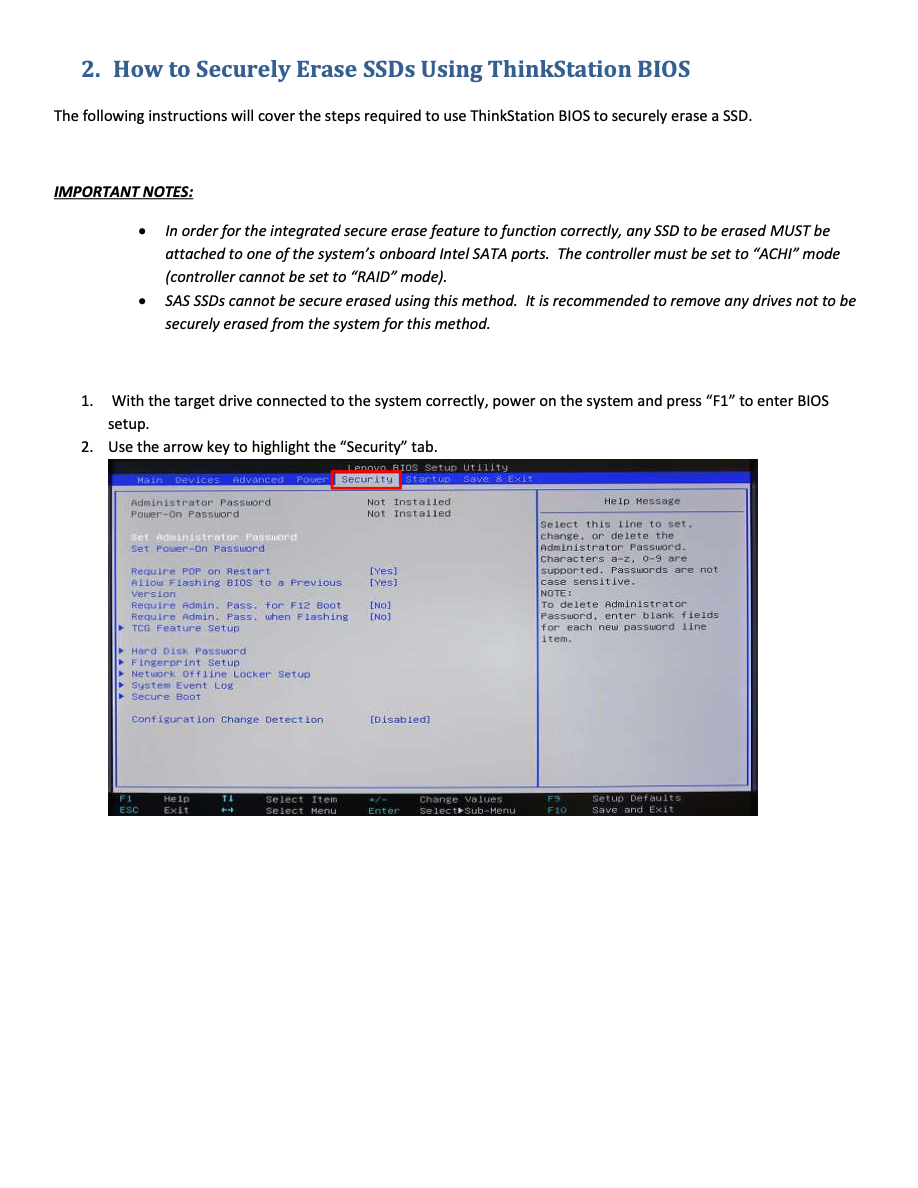 2. How to Securely Erase SSDs Using ThinkStation BIOS
The following instructions will cover the steps required to use ThinkStation BIOS to securely erase a SSD.
IMPORTANT NOTES:
• In order for the integrated secure erase feature to function correctly, any SSD to be erased MUST be
attached to one of the system’s onboard Intel SATA ports. The controller must be set to “ACHI” mode
(controller cannot be set to “RAID” mode).
• SAS SSDs cannot be secure erased using this method. It is recommended to remove any drives not to be
securely erased from the system for this method.
1. With the target drive connected to the system correctly, power on the system and press “F1” to enter BIOS
setup.
2. Use the arrow key to highlight the “Security” tab.
Lenovo BIOS Setup Utility
Main Devices Advanced Power Security Startup Save & Exit
Administrator Password Not Installed
Power-On Password Not Installed
Set Administrator Password
Set Power-On Password
Require POP on Restart [Yes]
Allow Flashing BIOS to a Previous [Yes]
Version
Require Admin. Pass. for F12 Boot [No]
Require Admin. Pass. when Flashing [No]
▶ TCG Feature Setup
▶ Hard Disk Password
▶ Fingerprint Setup
▶ Network Offline Locker Setup
▶ System Event Log
▶ Secure Boot
Configuration Change Detection [Disabled]
Help Message
Select this line to set,
change, or delete the
Administrator Password.
Characters a-z, 0-9 are
supported. Passwords are not
case sensitive.
NOTE:
To delete Administrator
Password, enter blank fields
for each new password line
item.
F1 Help ↑↓ Select Item +/- Change Values F9 Setup Defaults
ESC Exit ←→ Select Menu Enter Select▶Sub-Menu F10 Save and Exit